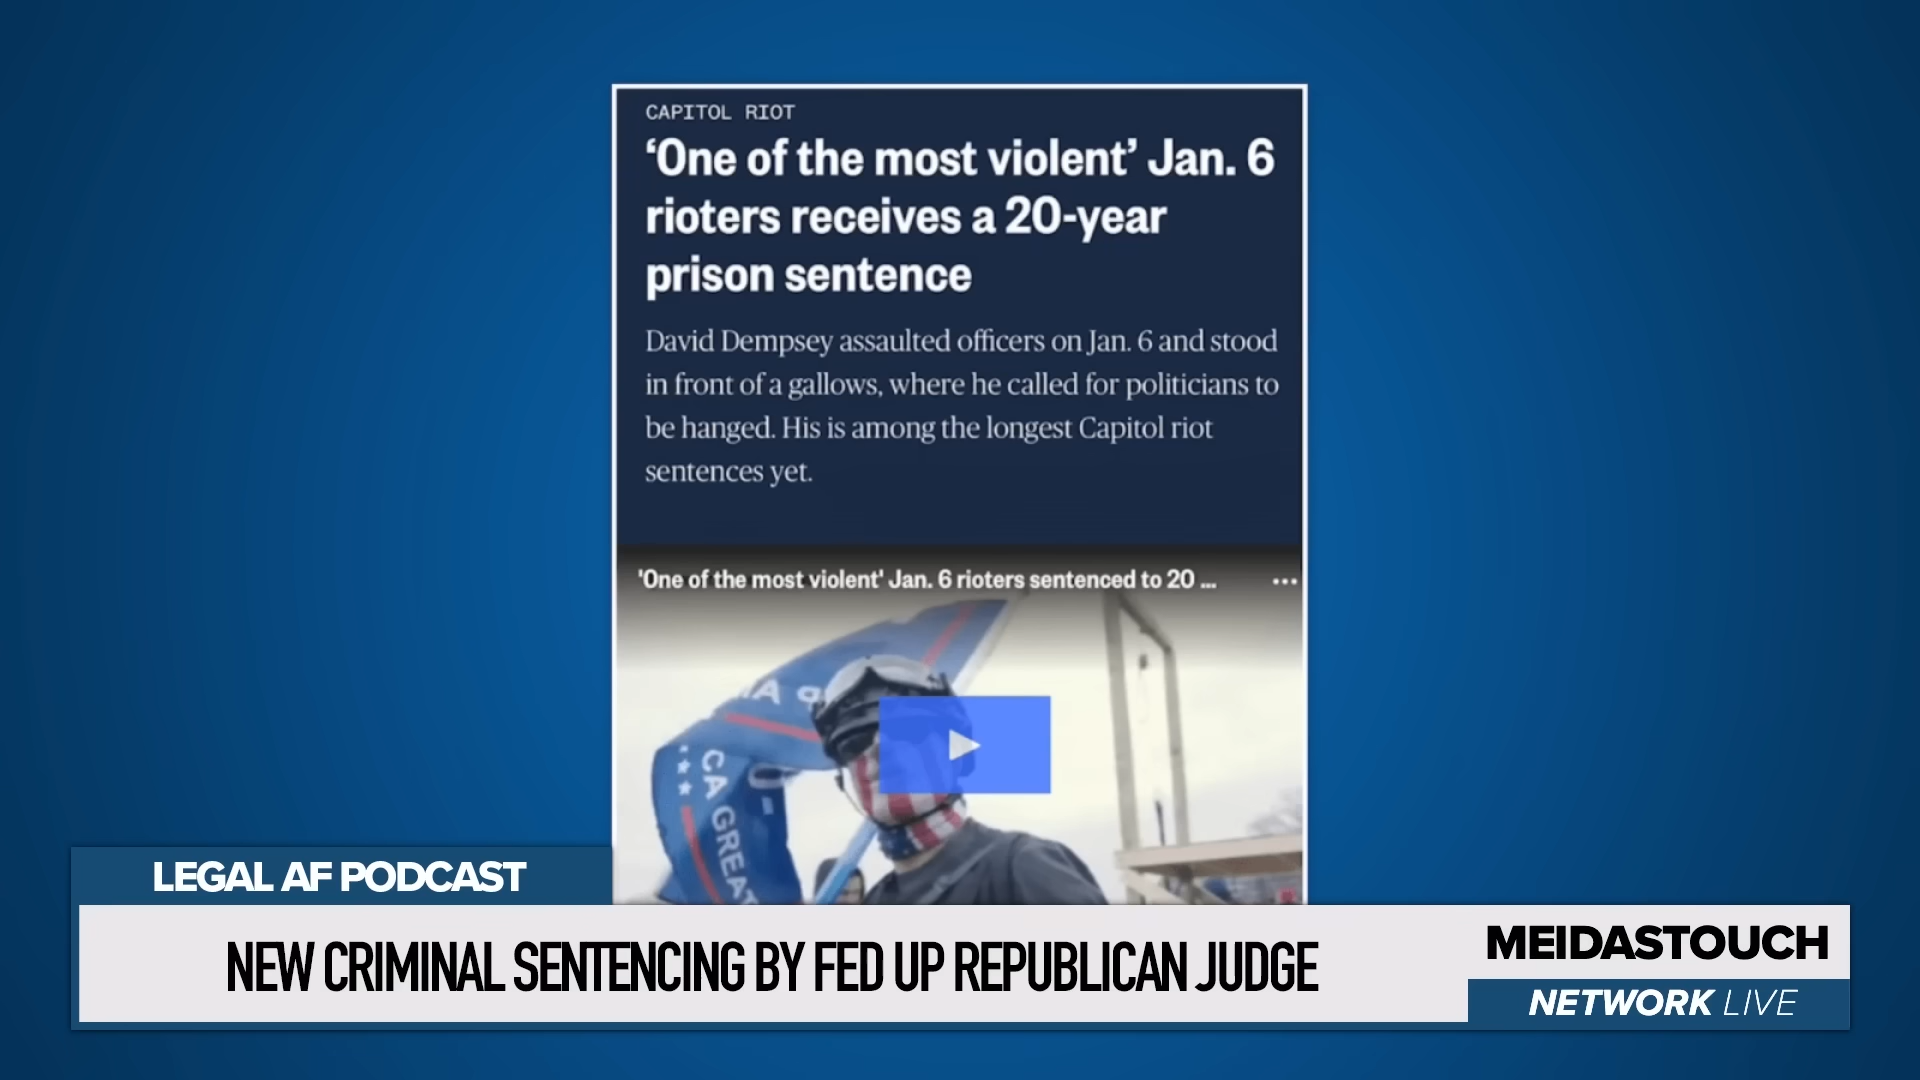 CAPITOL RIOT
‘One of the most violent’ Jan. 6
rioters receives a 20-year
prison sentence
David Dempsey assaulted officers on Jan. 6 and stood
in front of a gallows, where he called for politicians to
be hanged. His is among the longest Capitol riot
sentences yet.
'One of the most violent' Jan. 6 rioters sentenced to 20 ...
CA GREAT
LEGAL AF PODCAST
NEW CRIMINAL SENTENCING BY FED UP REPUBLICAN JUDGE
MEIDASTOUCH
NETWORK LIVE